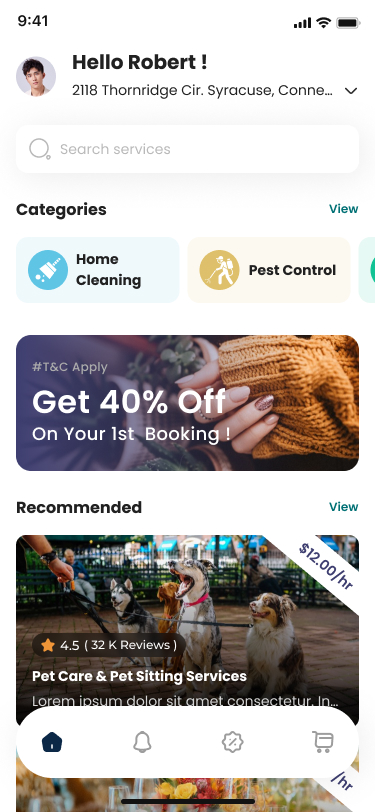 9:41
Hello Robert !
2118 Thornridge Cir. Syracuse, Conne...
Search services
Categories
View
Home
Cleaning
Pest Control
#T&C Apply
Get 40% Off
On Your 1st Booking !
Recommended
View
$12.00/hr
4.5 ( 32 K Reviews )
Pet Care & Pet Sitting Services
Lorem ipsum dolor sit amet consectetur. In...
/hr